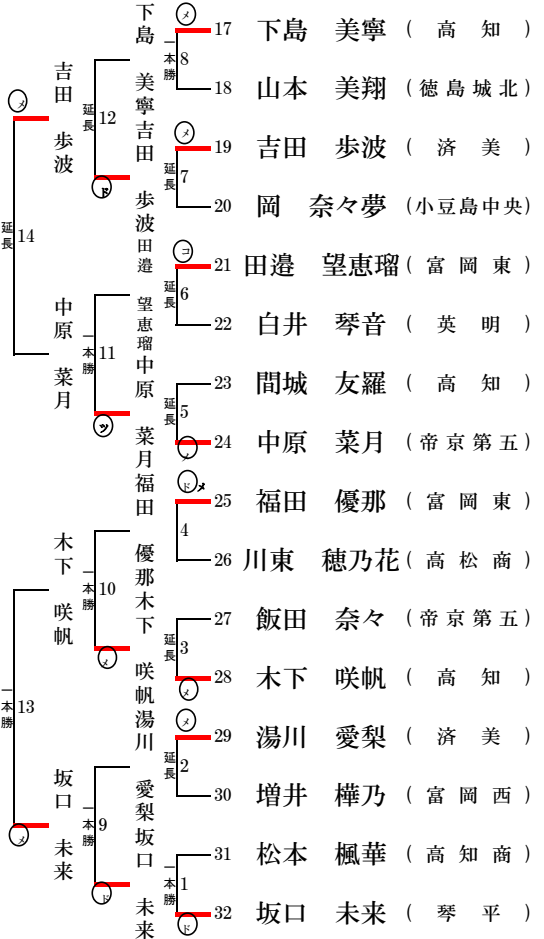 17 下島 美寧 (高知)
18 山本 美翔 (徳島城北)
19 吉田 歩波 (済美)
20 岡 奈々夢 (小豆島中央)
21 田邉 望恵瑠 (富岡東)
22 白井 琴音 (英明)
23 間城 友羅 (高知)
24 中原 菜月 (帝京第五)
25 福田 優那 (富岡東)
26 川東 穂乃花 (高松商)
27 飯田 奈々 (帝京第五)
28 木下 咲帆 (高知)
29 湯川 愛梨 (済美)
30 増井 樺乃 (富岡西)
31 松本 楓華 (高知商)
32 坂口 未来 (琴平)
メ
一本勝
8
メ
延長
7
コ
延長
6
延長
5
メ
ドメ
4
延長
3
メ
メ
延長
2
一本勝
1
ド
下島 美寧
吉田 歩波
田邉 望恵瑠
中原 菜月
福田 優那
木下 咲帆
湯川 愛梨
坂口 未来
延長
12
ド
一本勝
11
ツ
一本勝
10
メ
一本勝
9
ド
吉田 歩波
中原 菜月
木下 咲帆
坂口 未来
メ
延長
14
一本勝
13
メ